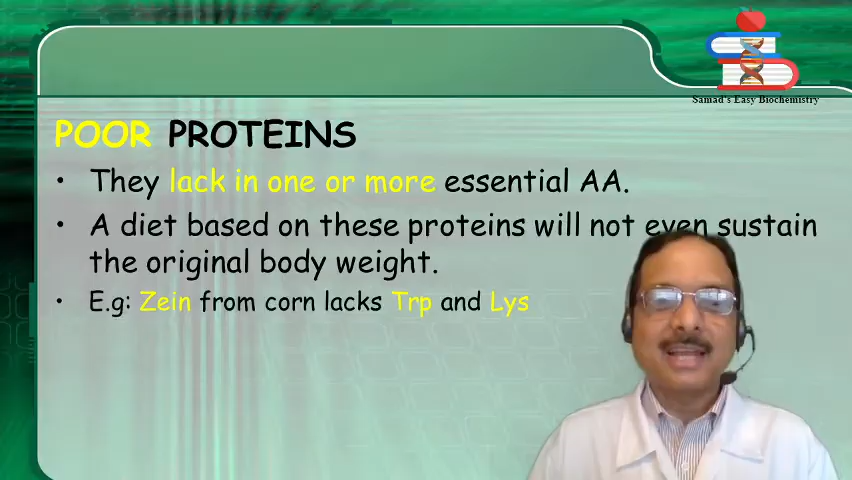 Samad's Easy Biochemistry
POOR PROTEINS
• They lack in one or more essential AA.
• A diet based on these proteins will not even sustain
the original body weight.
• E.g: Zein from corn lacks Trp and Lys